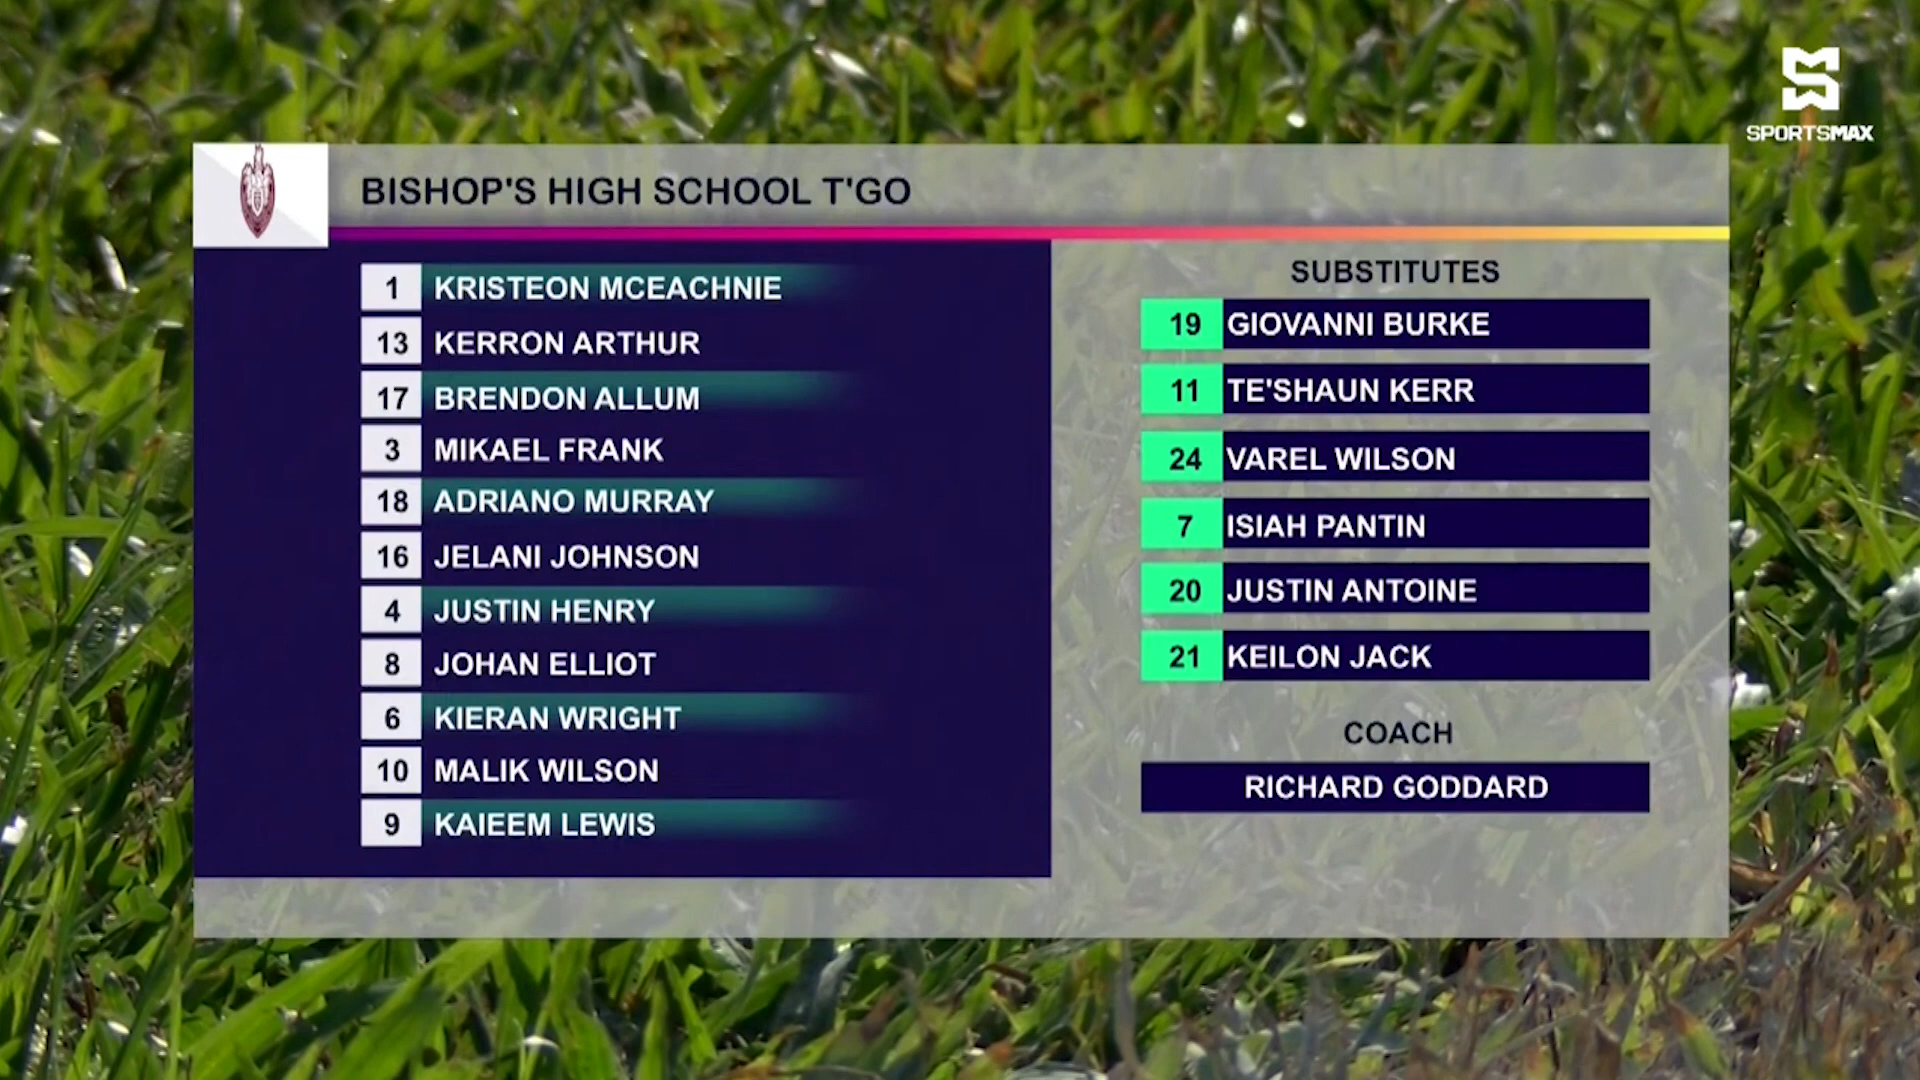 SPORTSMAX
BISHOP'S HIGH SCHOOL T'GO
1 KRISTEON MCEACHNIE
13 KERRON ARTHUR
17 BRENDON ALLUM
3 MIKAEL FRANK
18 ADRIANO MURRAY
16 JELANI JOHNSON
4 JUSTIN HENRY
8 JOHAN ELLIOT
6 KIERAN WRIGHT
10 MALIK WILSON
9 KAIEEM LEWIS
SUBSTITUTES
19 GIOVANNI BURKE
11 TE'SHAUN KERR
24 VAREL WILSON
7 ISIAH PANTIN
20 JUSTIN ANTOINE
21 KEILON JACK
COACH
RICHARD GODDARD